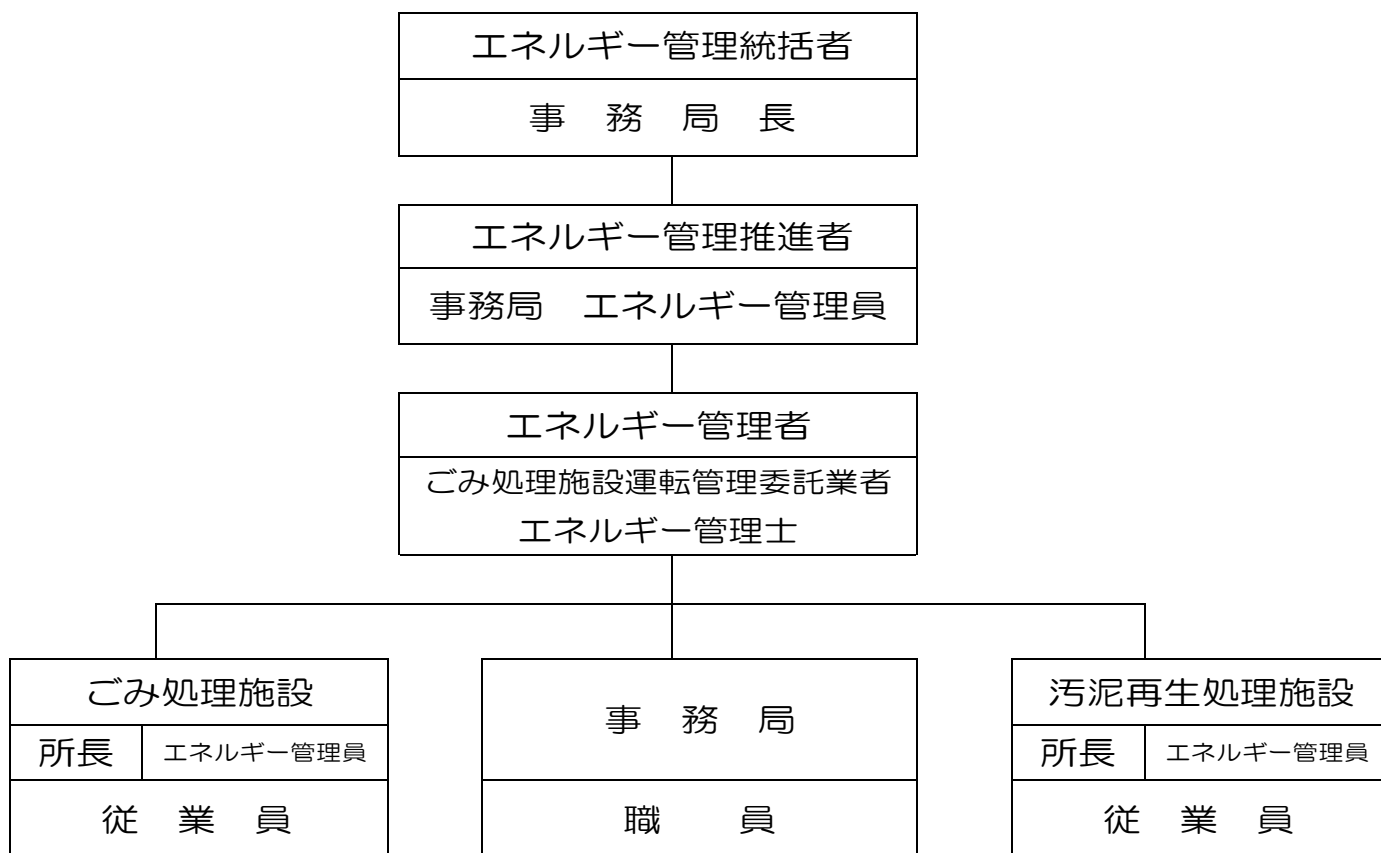 エネルギー管理統括者
事　務　局　長
エネルギー管理推進者
事務局　エネルギー管理員
エネルギー管理者
ごみ処理施設運転管理委託業者
エネルギー管理士
ごみ処理施設
所長　エネルギー管理員
従　業　員
事　務　局
職　　員
汚泥再生処理施設
所長　エネルギー管理員
従　業　員